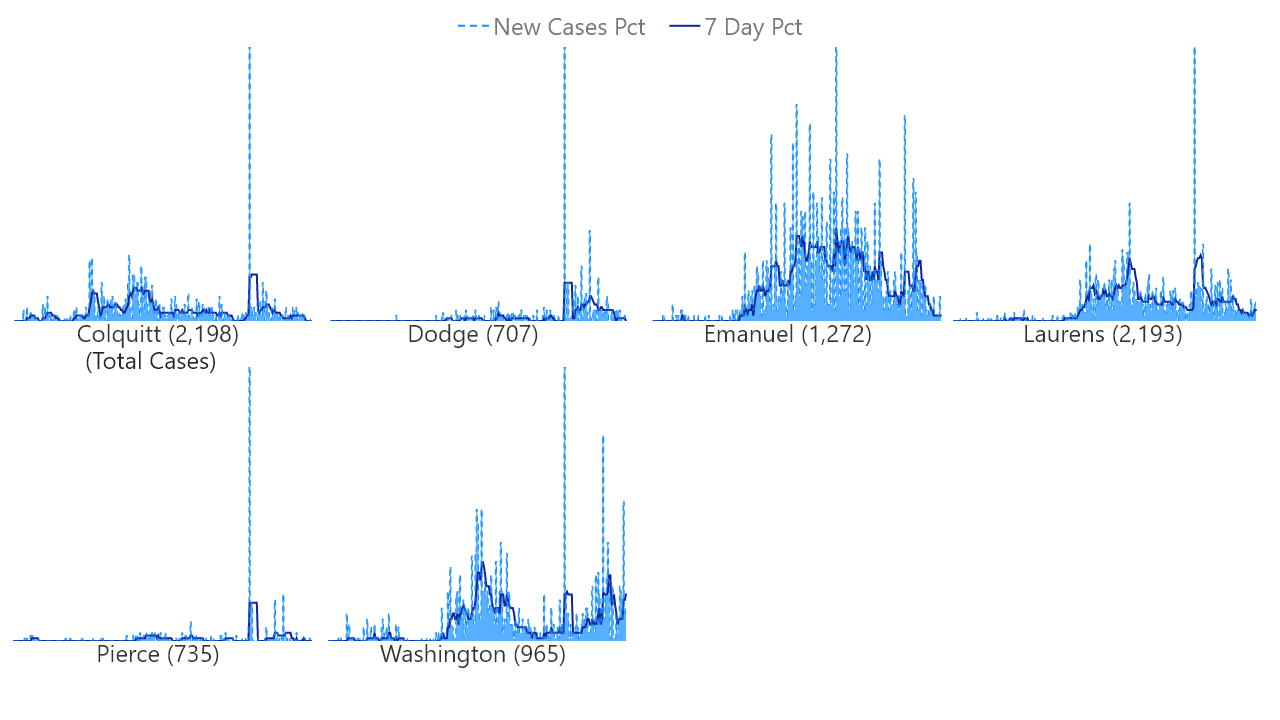 New Cases Pct 7 Day Pct
Colquitt (2,198)
(Total Cases)
Dodge (707)
Emanuel (1,272)
Laurens (2,193)
Pierce (735)
Washington (965)